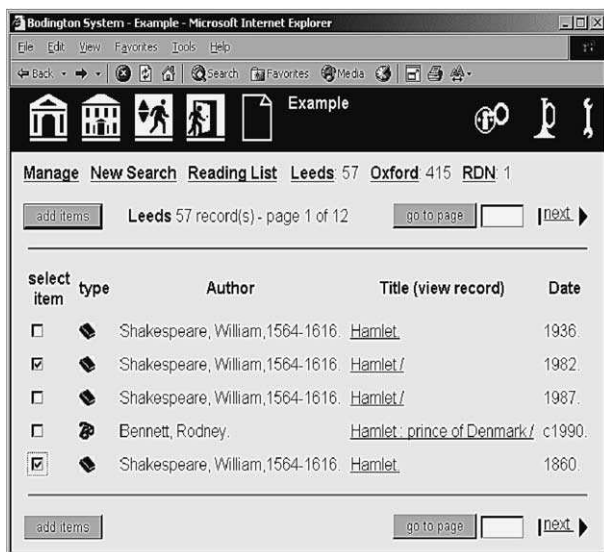 Bodington System - Example - Microsoft Internet Explorer
File Edit View Favorites Tools Help
Back Search Favorites Media
Example
Manage New Search Reading List Leeds: 57 Oxford: 415 RDN: 1
add items Leeds 57 record(s) - page 1 of 12 go to page next
select item type Author Title (view record) Date
Shakespeare, William,1564-1616. Hamlet. 1936.
Shakespeare, William,1564-1616. Hamlet / 1982.
Shakespeare, William,1564-1616. Hamlet / 1987.
Bennett, Rodney. Hamlet : prince of Denmark / c1990.
Shakespeare, William,1564-1616. Hamlet. 1860.
add items go to page next